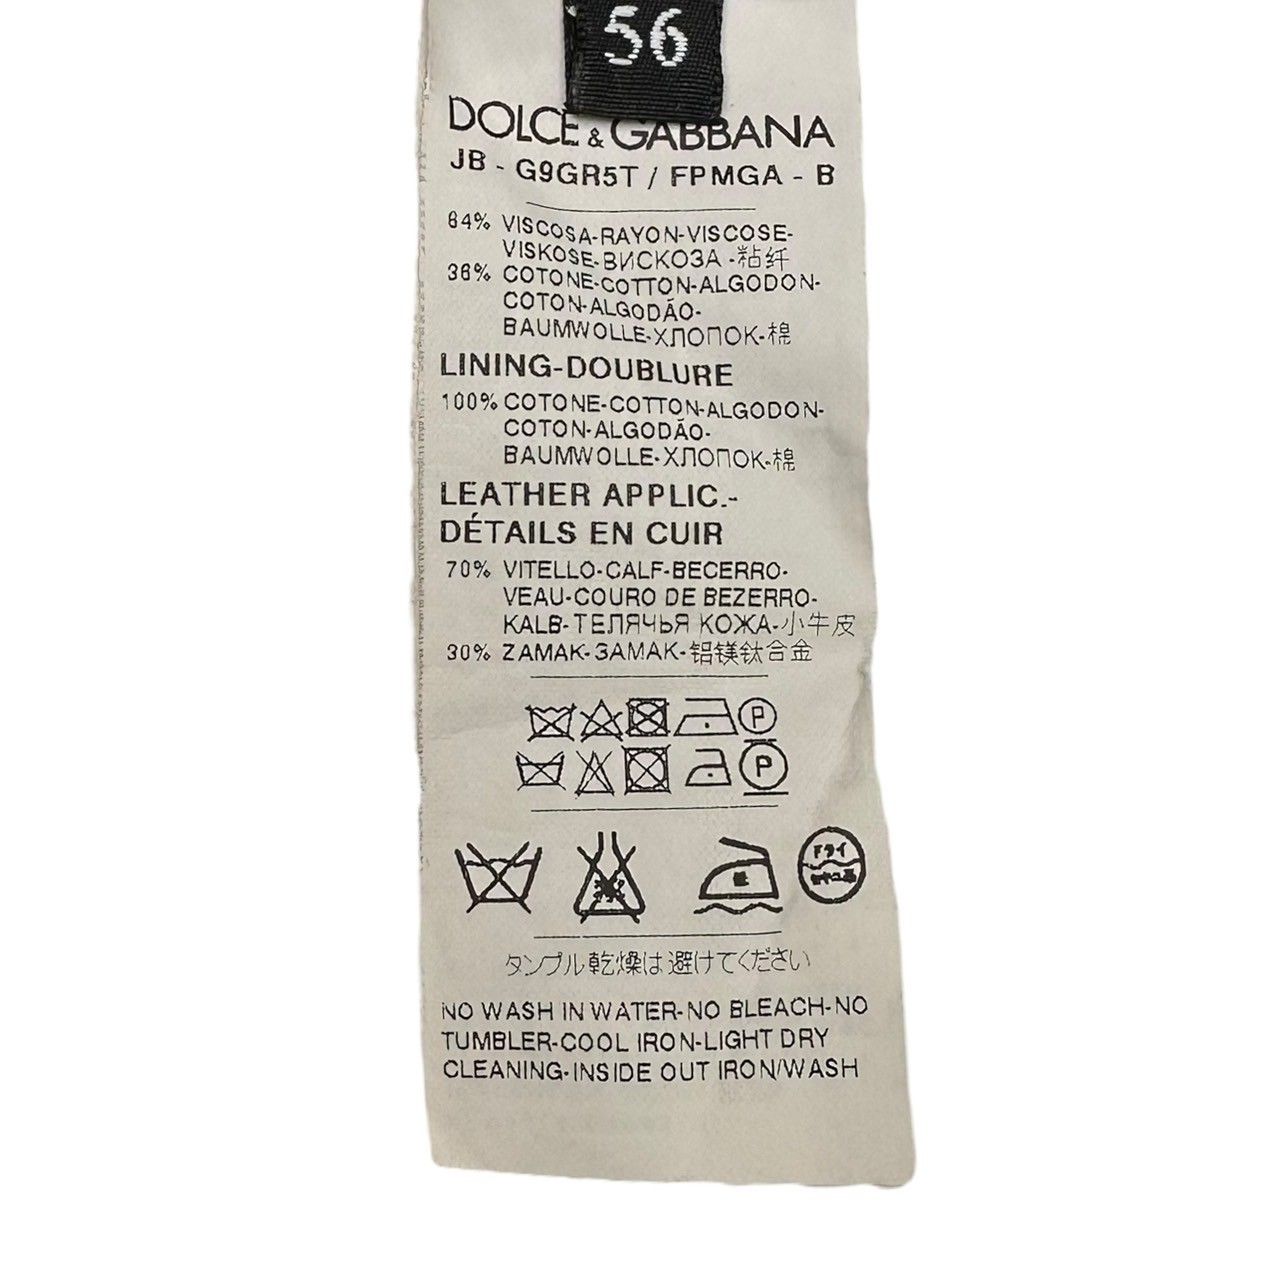 56
DOLCE & GABBANA
JB - G9GR5T / FPMGA - B
64% VISCOSA-RAYON-VISCOSE-
VISKOSE-ВИСКОЗА -粘纤
36% COTONE-COTTON-ALGODON-
COTON-ALGODÃO-
BAUMWOLLE-ХЛОПОК-棉
LINING-DOUBLURE
100% COTONE-COTTON-ALGODON-
COTON-ALGODÃO-
BAUMWOLLE-ХЛОПОК-棉
LEATHER APPLIC.-
DÉTAILS EN CUIR
70% VITELLO-CALF-BECERRO-
VEAU-COURO DE BEZERRO-
KALB-ТЕЛЯЧЬЯ КОЖА-小牛皮
30% ZAMAK-ЗАМАК-铝镁钛合金
P
P
ドライ
タンブル乾燥は避けてください
NO WASH IN WATER-NO BLEACH-NO
TUMBLER-COOL IRON-LIGHT DRY
CLEANING-INSIDE OUT IRON/WASH